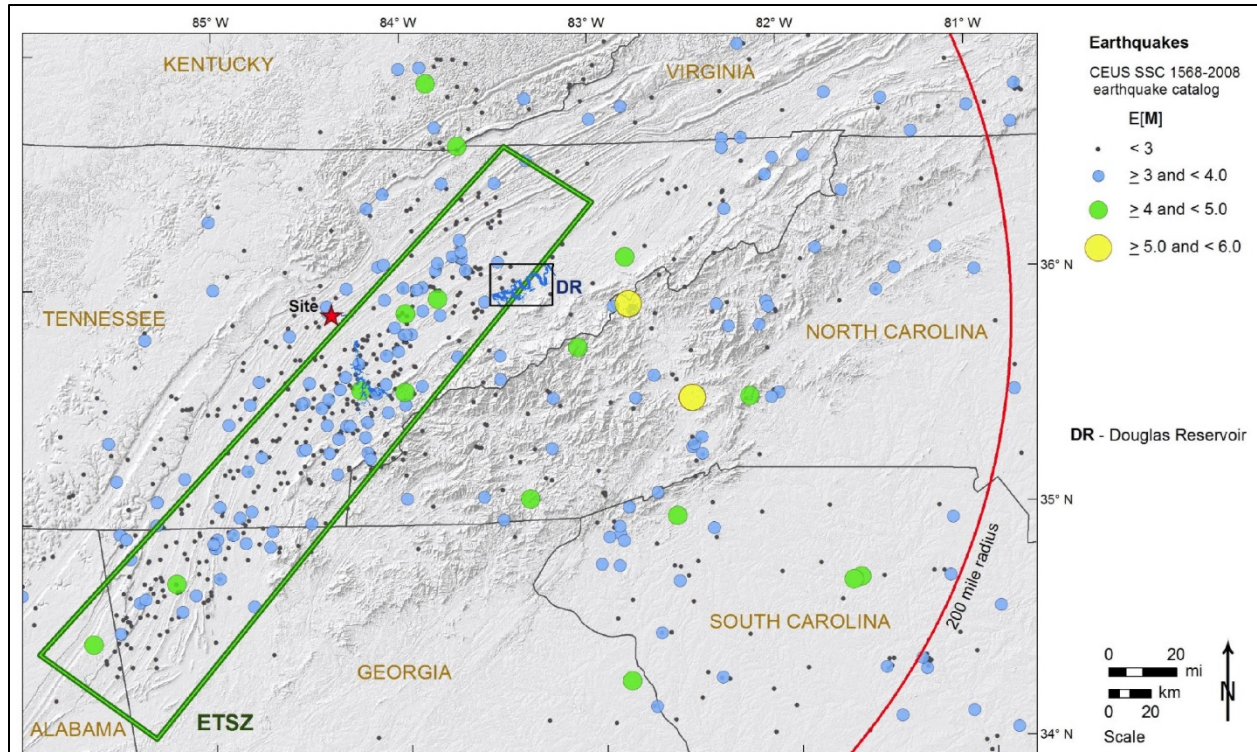 85° W
84° W
83° W
82° W
81° W
KENTUCKY
VIRGINIA
Earthquakes
CEUS SSC 1568-2008
earthquake catalog
E[M]
< 3
≥ 3 and < 4.0
≥ 4 and < 5.0
≥ 5.0 and < 6.0
36° N
DR
Site
TENNESSEE
NORTH CAROLINA
DR - Douglas Reservoir
35° N
200 mile radius
SOUTH CAROLINA
GEORGIA
ETSZ
ALABAMA
34° N
0 20
mi
km
0 20
Scale
N